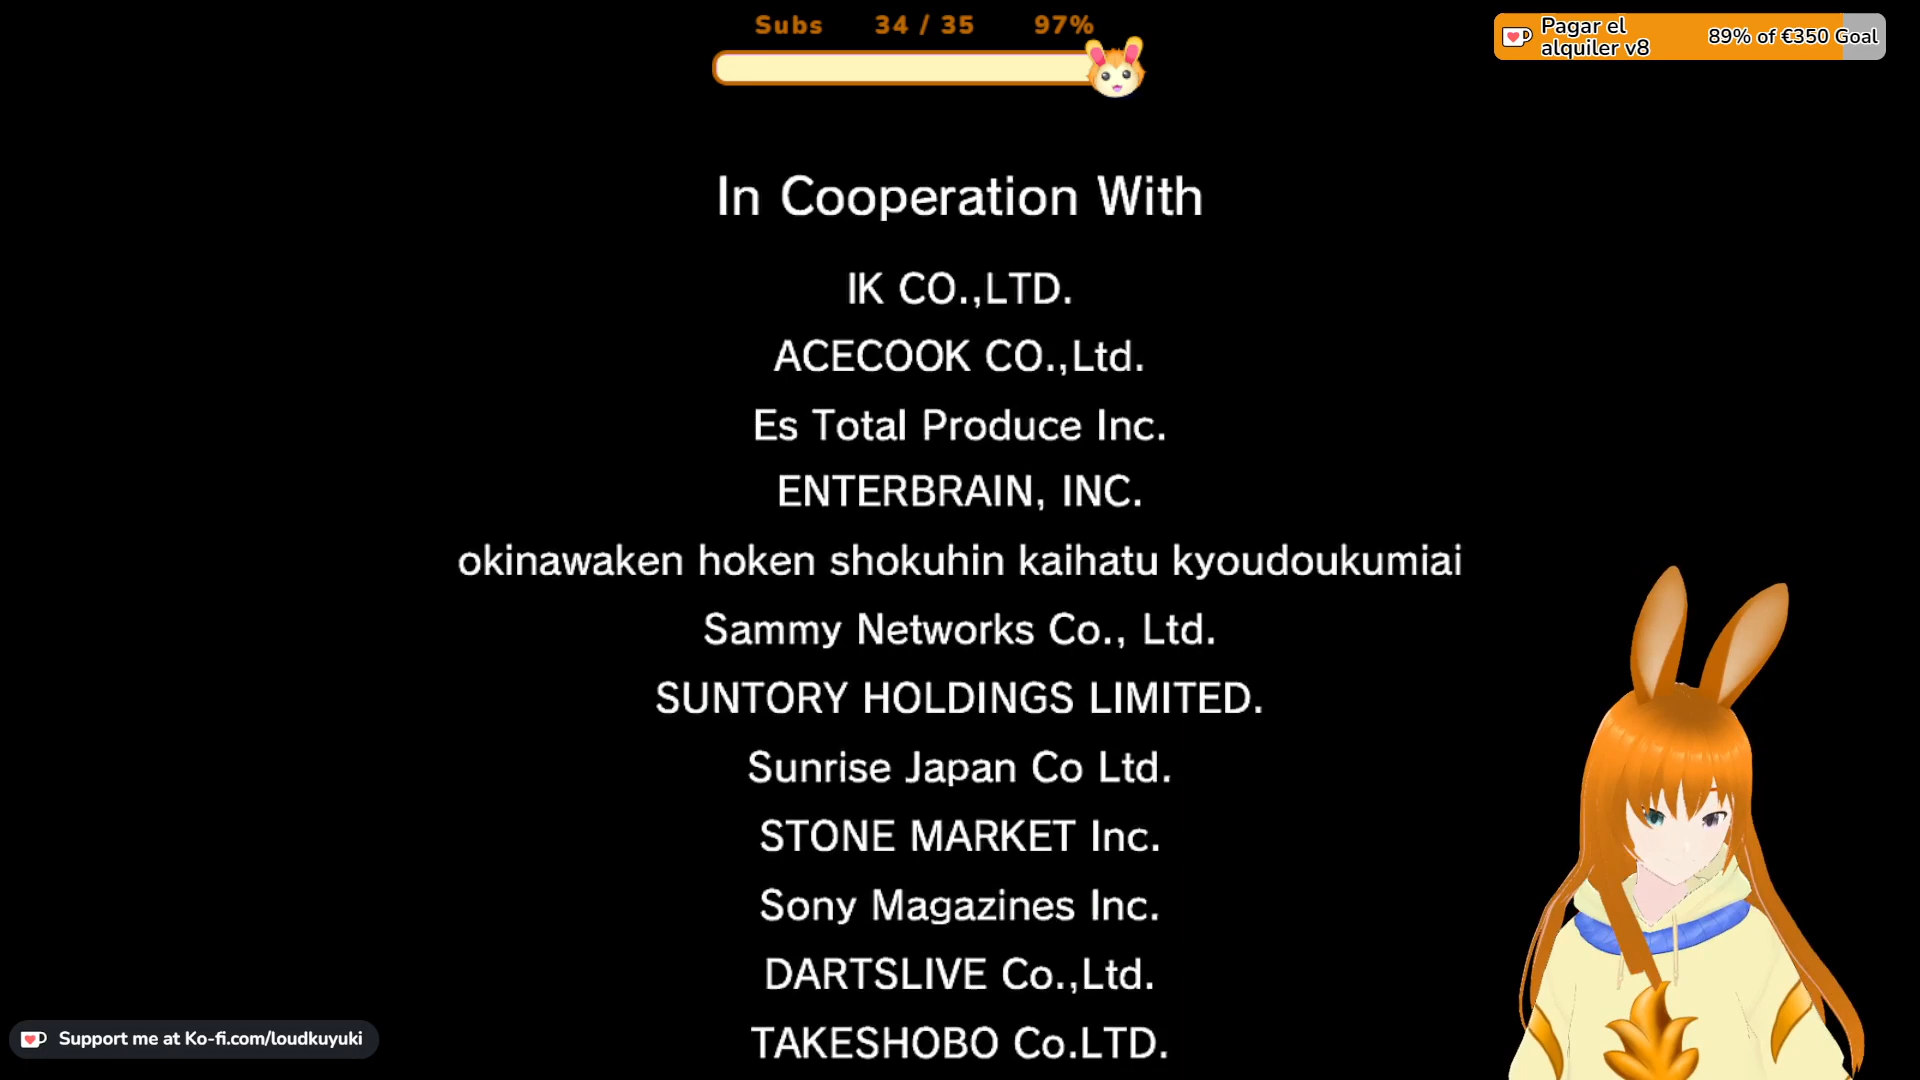 Subs 34 / 35 97%
Pagar el
alquiler v8
89% of €350 Goal
In Cooperation With
IK CO.,LTD.
ACECOOK CO.,Ltd.
Es Total Produce Inc.
ENTERBRAIN, INC.
okinawaken hoken shokuhin kaihatu kyoudoukumiai
Sammy Networks Co., Ltd.
SUNTORY HOLDINGS LIMITED.
Sunrise Japan Co Ltd.
STONE MARKET Inc.
Sony Magazines Inc.
DARTSLIVE Co.,Ltd.
TAKESHOBO Co.LTD.
Support me at Ko-fi.com/loudkuyuki